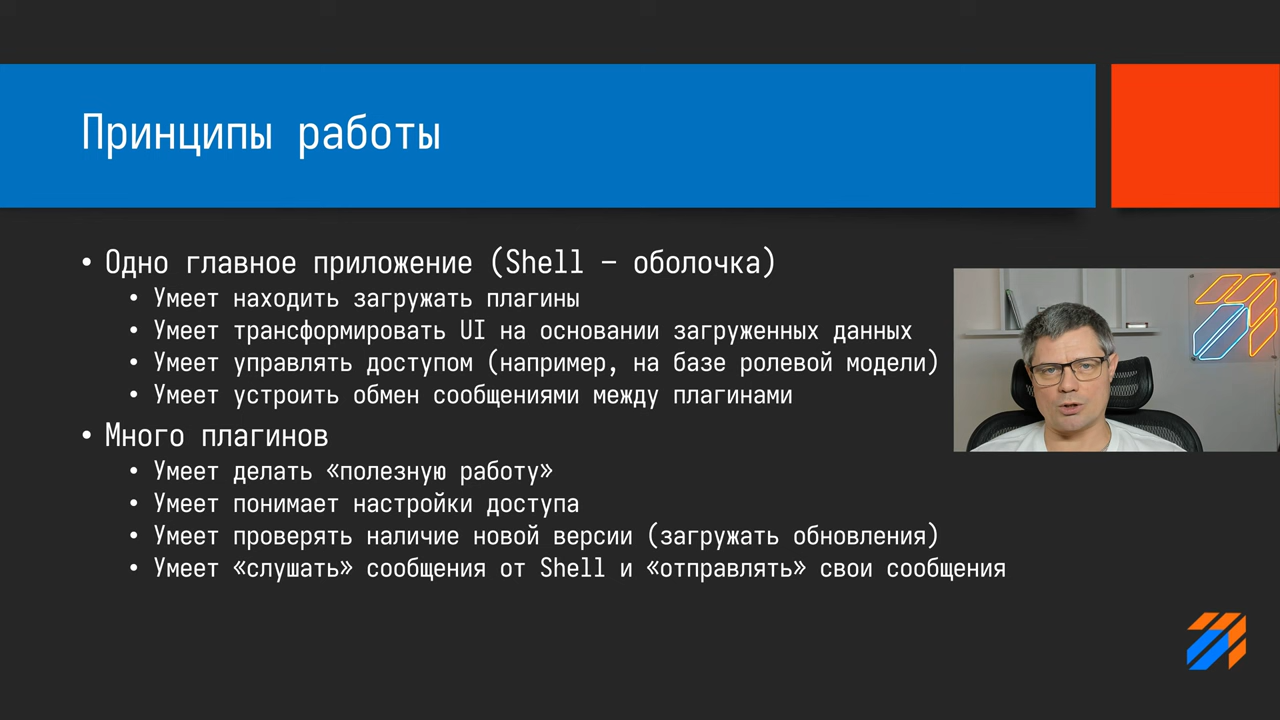 Принципы работы
• Одно главное приложение (Shell – оболочка)
• Умеет находить загружать плагины
• Умеет трансформировать UI на основании загруженных данных
• Умеет управлять доступом (например, на базе ролевой модели)
• Умеет устроить обмен сообщениями между плагинами
• Много плагинов
• Умеет делать «полезную работу»
• Умеет понимает настройки доступа
• Умеет проверять наличие новой версии (загружать обновления)
• Умеет «слушать» сообщения от Shell и «отправлять» свои сообщения